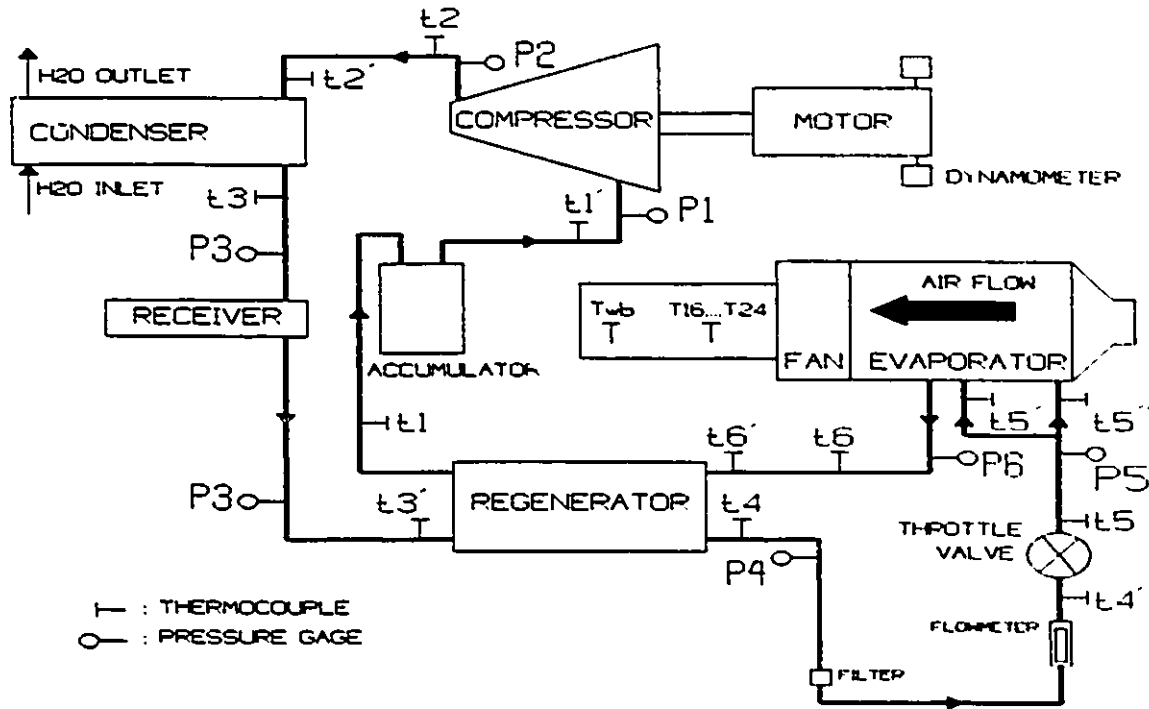 t2
P2
H2O OUTLET
t2'
CONDENSER
COMPRESSOR
MOTOR
H2O INLET
t3
DYNAMOMETER
t1'
P1
P3
AIR FLOW
Twb
T16...T24
RECEIVER
ACCUMULATOR
FAN
EVAPORATOR
t1
t5'
t5''
t6'
t6
P6
P5
P3
t3'
REGENERATOR
t4
t5
THROTTLE
VALVE
P4
t4'
: THERMOCOUPLE
: PRESSURE GAGE
FLOWMETER
FILTER